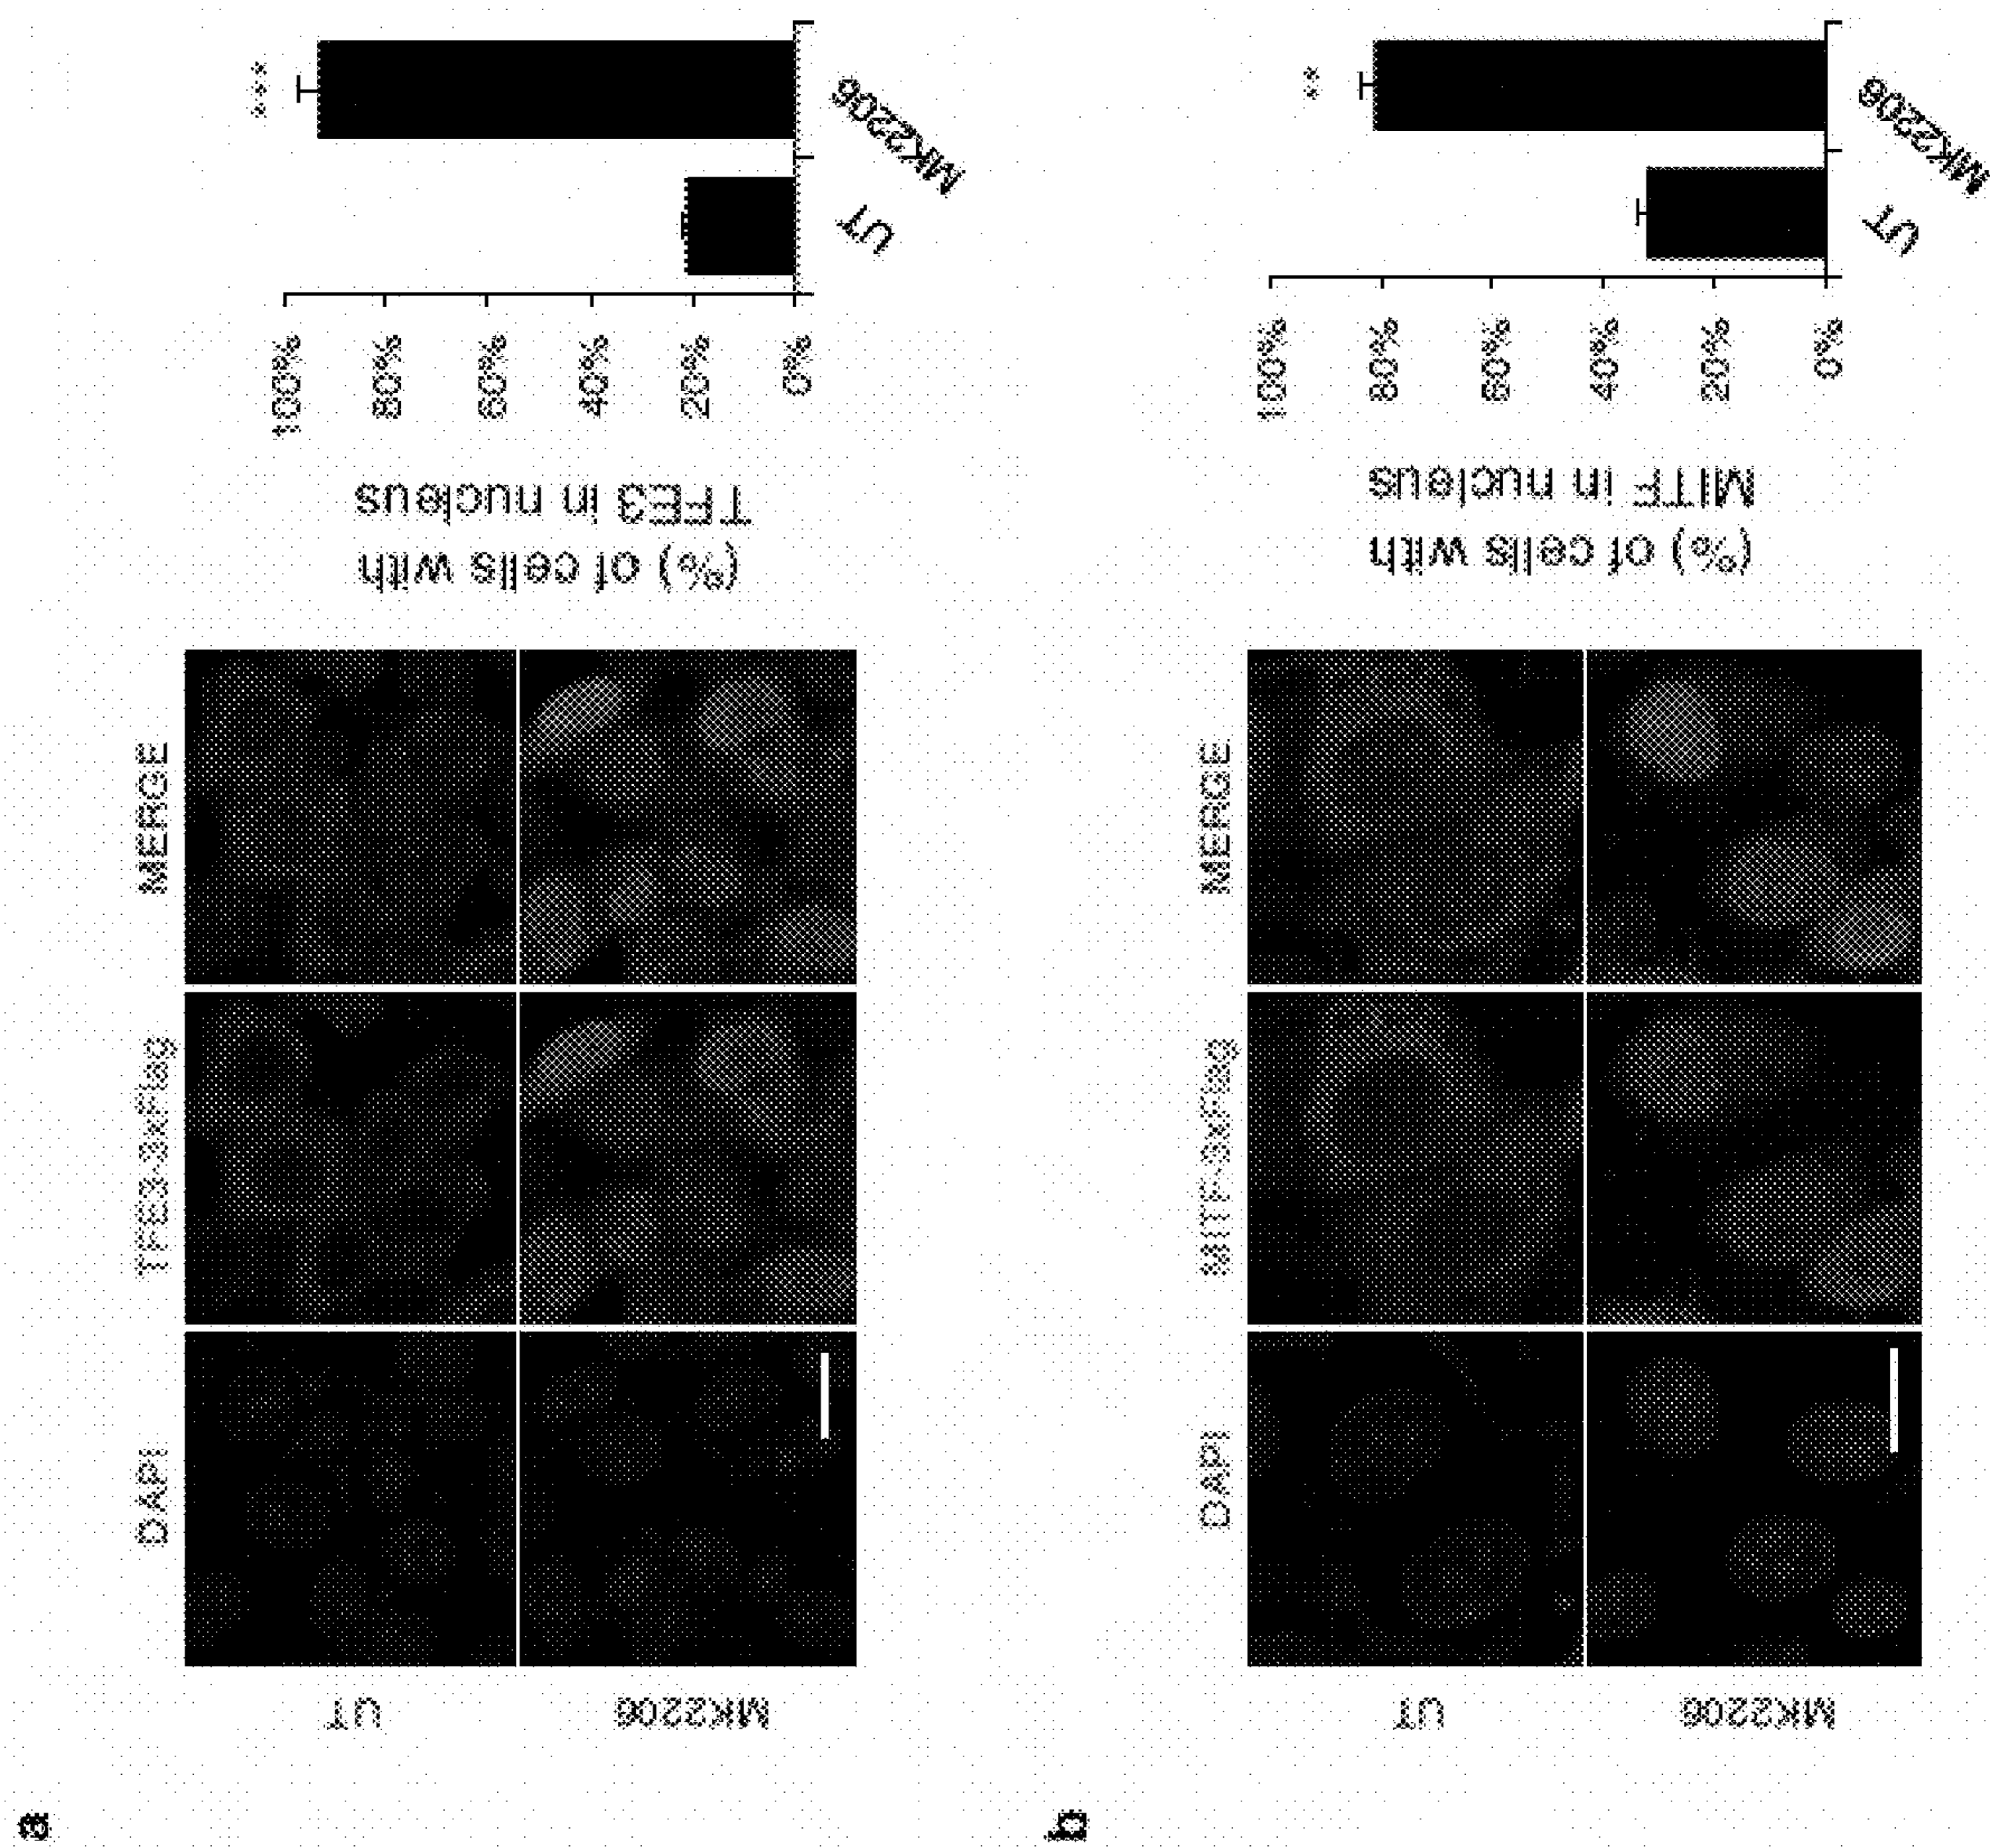 a
DAPI
TFE3-3xFlag
MERGE
UT
MK2206
(%) of cells with
TFE3 in nucleus
100%
80%
60%
40%
20%
0%
***
UT
MK2206
b
DAPI
MITF-3xFlag
MERGE
UT
MK2206
(%) of cells with
MITF in nucleus
100%
80%
60%
40%
20%
0%
**
UT
MK2206